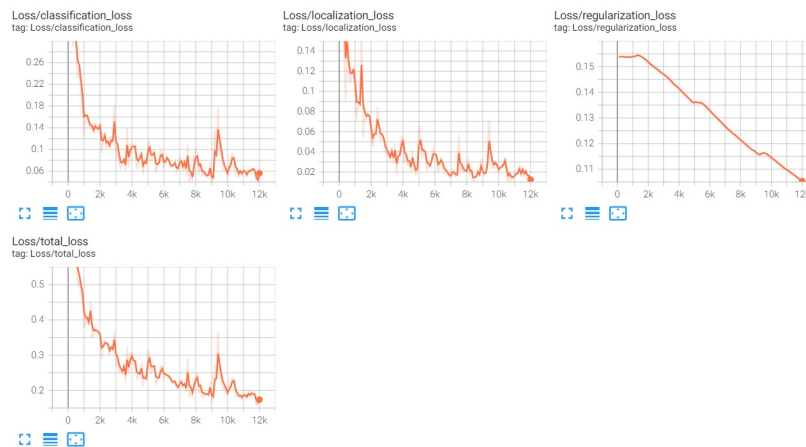 Loss/classification_loss
tag: Loss/classification_loss
0.26
0.22
0.18
0.14
0.1
0.06
0 2k 4k 6k 8k 10k 12k
Loss/localization_loss
tag: Loss/localization_loss
0.14
0.12
0.1
0.08
0.06
0.04
0.02
0 2k 4k 6k 8k 10k 12k
Loss/regularization_loss
tag: Loss/regularization_loss
0.15
0.14
0.13
0.12
0.11
0 2k 4k 6k 8k 10k 12k
Loss/total_loss
tag: Loss/total_loss
0.5
0.4
0.3
0.2
0 2k 4k 6k 8k 10k 12k